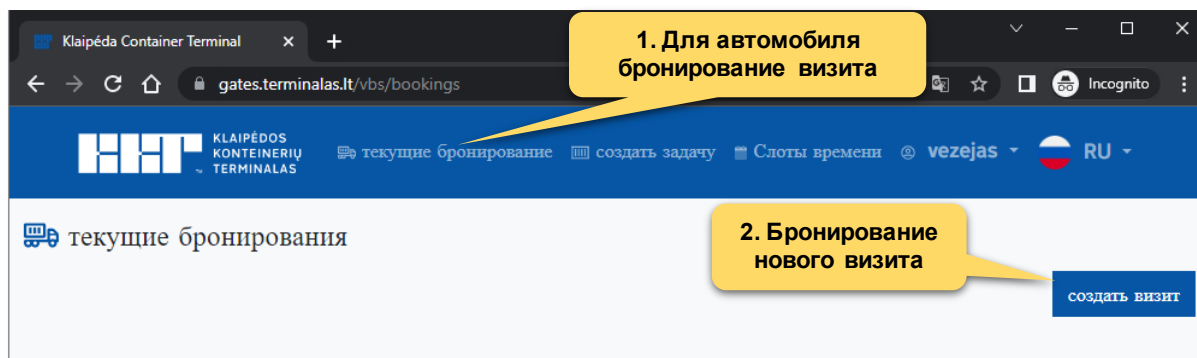 Klaipéda Container Terminal
1. Для автомобиля
бронирование визита
gates.terminalas.lt/vbs/bookings
Incognito
KLAIPĖDOS
KONTEINERIŲ
TERMINALAS
текущие бронирование
создать задачу
Слоты времени
vezejas
RU
текущие бронирования
2. Бронирование
нового визита
создать визит